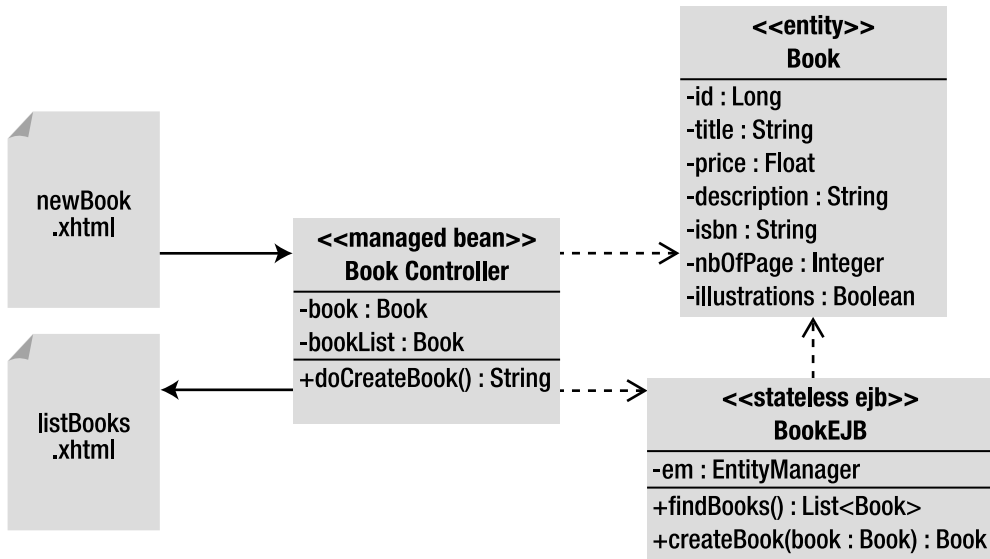 newBook
.xhtml
listBooks
.xhtml
<<managed bean>>
Book Controller
-book : Book
-bookList : Book
+doCreateBook() : String
<<entity>>
Book
-id : Long
-title : String
-price : Float
-description : String
-isbn : String
-nbOfPage : Integer
-illustrations : Boolean
<<stateless ejb>>
BookEJB
-em : EntityManager
+findBooks() : List<Book>
+createBook(book : Book) : Book